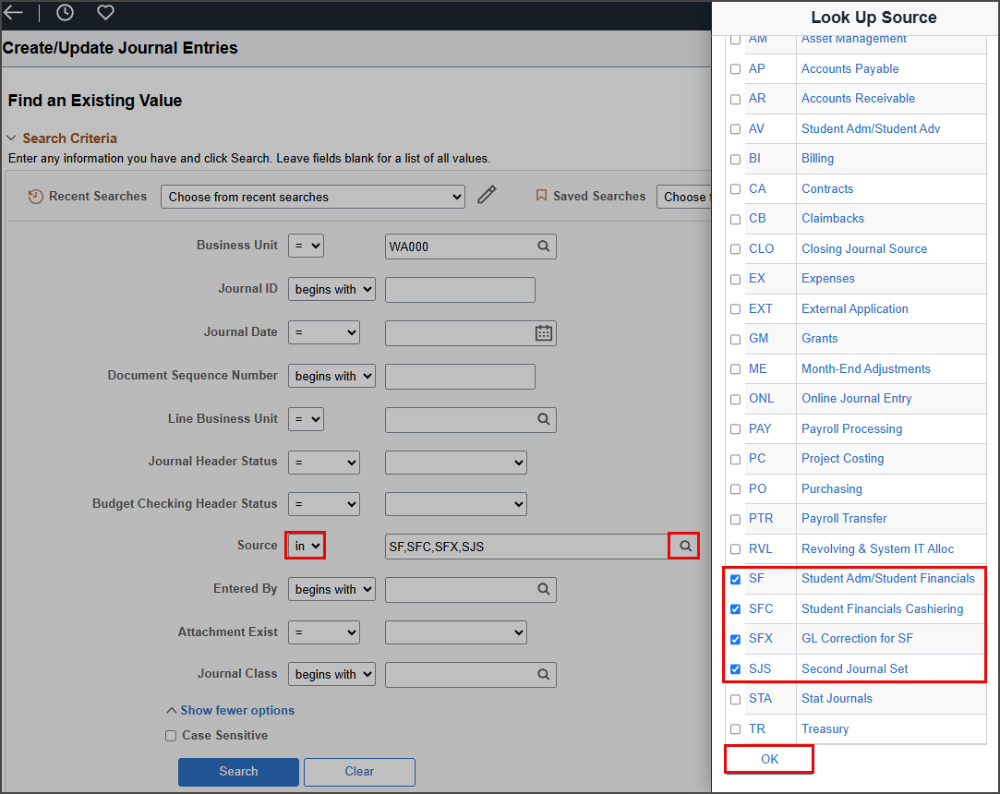 Create/Update Journal Entries
Find an Existing Value
Search Criteria
Enter any information you have and click Search. Leave fields blank for a list of all values.
Recent Searches Choose from recent searches Saved Searches Choose
Business Unit = WA000
Journal ID begins with
Journal Date =
Document Sequence Number begins with
Line Business Unit =
Journal Header Status =
Budget Checking Header Status =
Source in SF,SFC,SFX,SJS
Entered By begins with
Attachment Exist =
Journal Class begins with
Show fewer options
Case Sensitive
Search Clear
Look Up Source
AM Asset Management
AP Accounts Payable
AR Accounts Receivable
AV Student Adm/Student Adv
BI Billing
CA Contracts
CB Claimbacks
CLO Closing Journal Source
EX Expenses
EXT External Application
GM Grants
ME Month-End Adjustments
ONL Online Journal Entry
PAY Payroll Processing
PC Project Costing
PO Purchasing
PTR Payroll Transfer
RVL Revolving & System IT Alloc
SF Student Adm/Student Financials
SFC Student Financials Cashiering
SFX GL Correction for SF
SJS Second Journal Set
STA Stat Journals
TR Treasury
OK